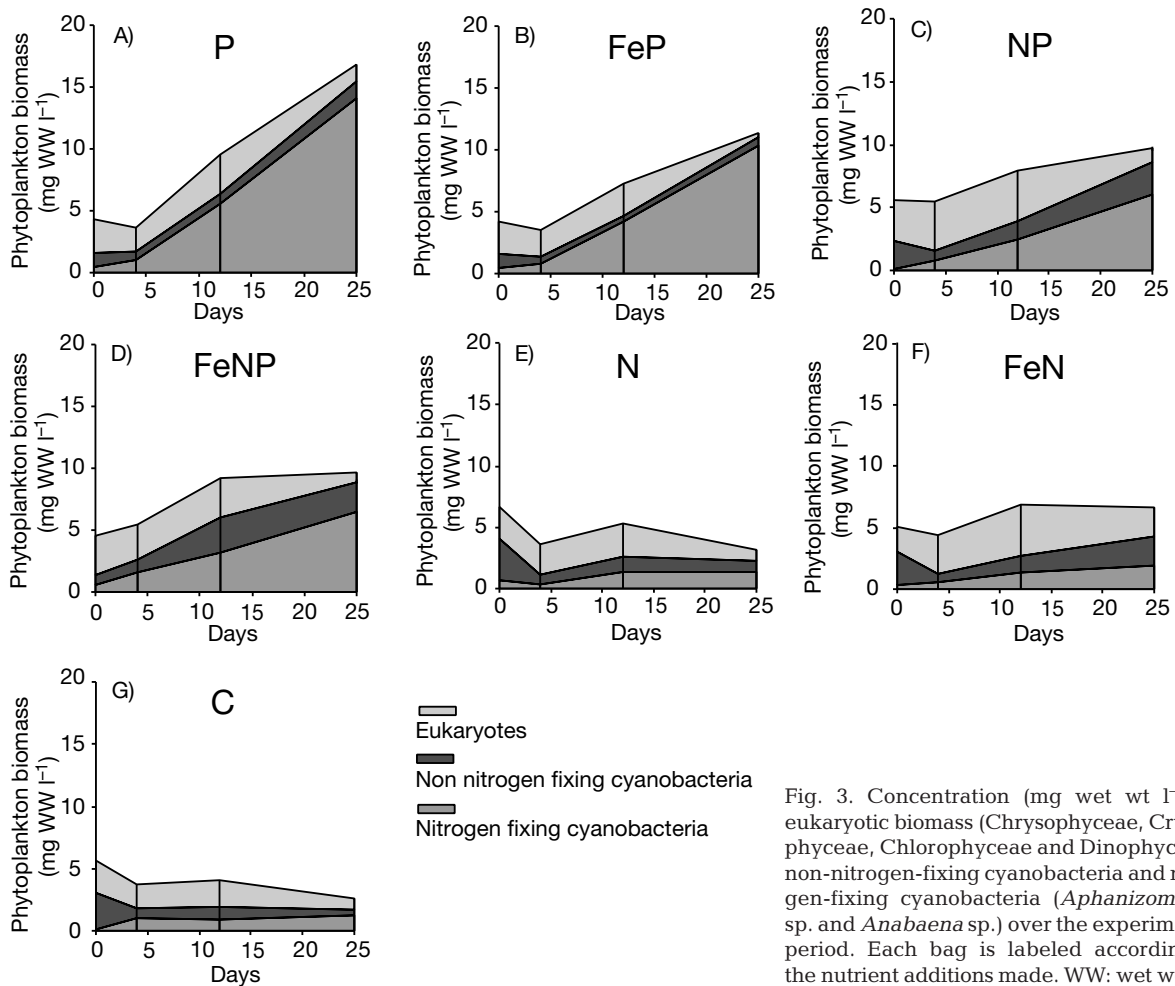 A) P
Phytoplankton biomass
(mg WW l⁻¹)
20
15
10
5
0
0 5 10 15 20 25
Days
B) FeP
Phytoplankton biomass
(mg WW l⁻¹)
20
15
10
5
0
0 5 10 15 20 25
Days
C) NP
Phytoplankton biomass
(mg WW l⁻¹)
20
15
10
5
0
0 5 10 15 20 25
Days
D) FeNP
Phytoplankton biomass
(mg WW l⁻¹)
20
15
10
5
0
0 5 10 15 20 25
Days
E) N
Phytoplankton biomass
(mg WW l⁻¹)
20
15
10
5
0
0 5 10 15 20 25
Days
F) FeN
Phytoplankton biomass
(mg WW l⁻¹)
20
15
10
5
0
0 5 10 15 20 25
Days
G) C
Phytoplankton biomass
(mg WW l⁻¹)
20
15
10
5
0
0 5 10 15 20 25
Days
Eukaryotes
Non nitrogen fixing cyanobacteria
Nitrogen fixing cyanobacteria
Fig. 3. Concentration (mg wet wt l⁻
eukaryotic biomass (Chrysophyceae, Cry
phyceae, Chlorophyceae and Dinophyc
non-nitrogen-fixing cyanobacteria and n
gen-fixing cyanobacteria (Aphanizom
sp. and Anabaena sp.) over the experim
period. Each bag is labeled accordin
the nutrient additions made. WW: wet w